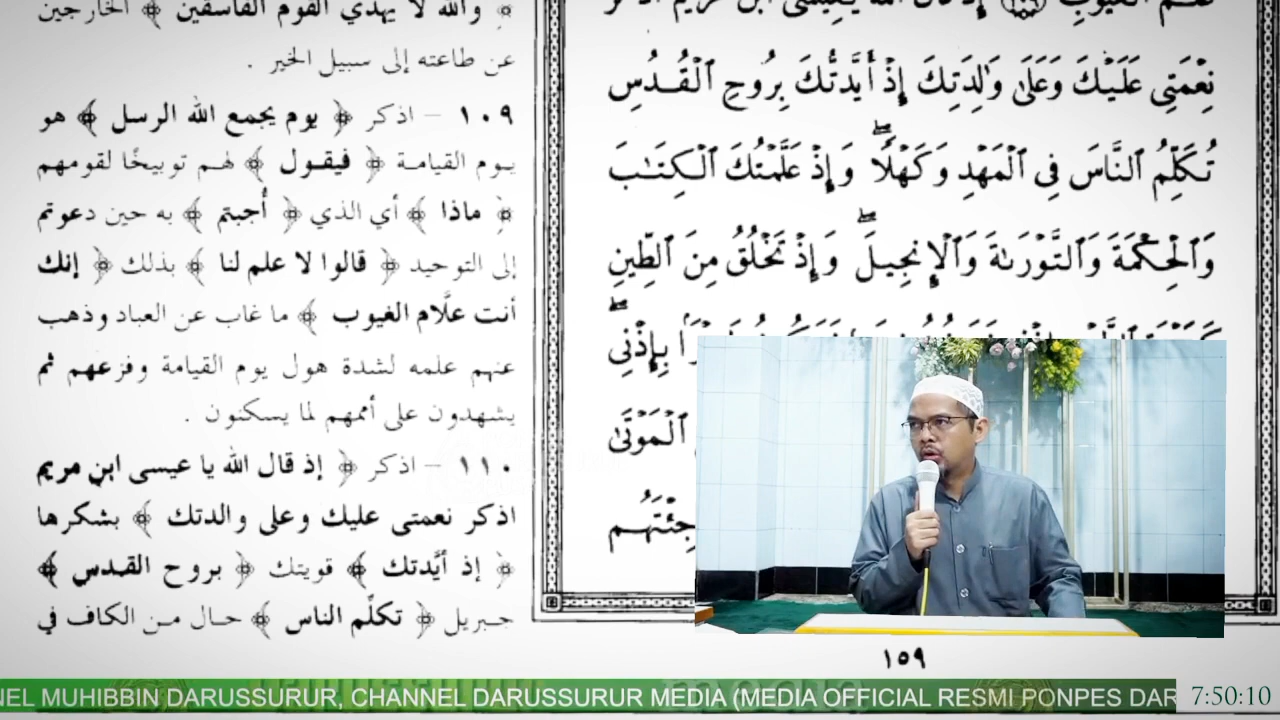 نِعْمَتِى عَلَيْكَ وَعَلَىٰ وَٰلِدَتِكَ إِذْ أَيَّدتُّكَ بِرُوحِ ٱلْقُدُسِ
تُكَلِّمُ ٱلنَّاسَ فِى ٱلْمَهْدِ وَكَهْلًا ۖ وَإِذْ عَلَّمْتُكَ ٱلْكِتَٰبَ
وَٱلْحِكْمَةَ وَٱلتَّوْرَىٰةَ وَٱلْإِنجِيلَ ۖ وَإِذْ تَخْلُقُ مِنَ ٱلطِّينِ
بِإِذْنِى ۖ
ٱلْمَوْتَىٰ
جِئْتَهُم
١٥٩
﴿ والله لا يهدي القوم الفاسقين ﴾ الخارجين
عن طاعته إلى سبيل الخير .
١٠٩ – اذكر ﴿ يوم يجمع الله الرسل ﴾ هو
يوم القيامة ﴿ فيقول ﴾ لهم توبيخًا لقومهم
﴿ ماذا ﴾ أي الذي ﴿ أُجبتم ﴾ به حين دعوتم
إلى التوحيد ﴿ قالوا لا علم لنا ﴾ بذلك ﴿ إنك
أنت علَّام الغيوب ﴾ ما غاب عن العباد وذهب
عنهم علمه لشدة هول يوم القيامة وفزعهم ثم
يشهدون على أممهم لما يسكنون .
١١٠ – اذكر ﴿ إذ قال الله يا عيسى ابن مريم
اذكر نعمتى عليك وعلى والدتك ﴾ بشكرها
﴿ إذ أيَّدتك ﴾ قويتك ﴿ بروح القدس ﴾
جبريل ﴿ تكلّم الناس ﴾ حال من الكاف في
NEL MUHIBBIN DARUSSURUR, CHANNEL DARUSSURUR MEDIA (MEDIA OFFICIAL RESMI PONPES DAR
7:50:10